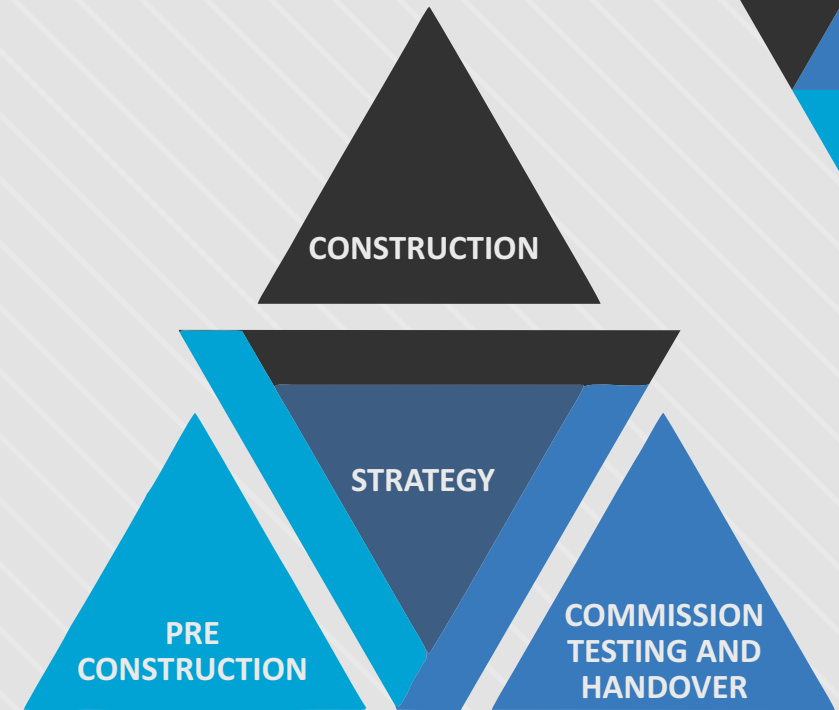 CONSTRUCTION
STRATEGY
PRE
CONSTRUCTION
COMMISSION
TESTING AND
HANDOVER